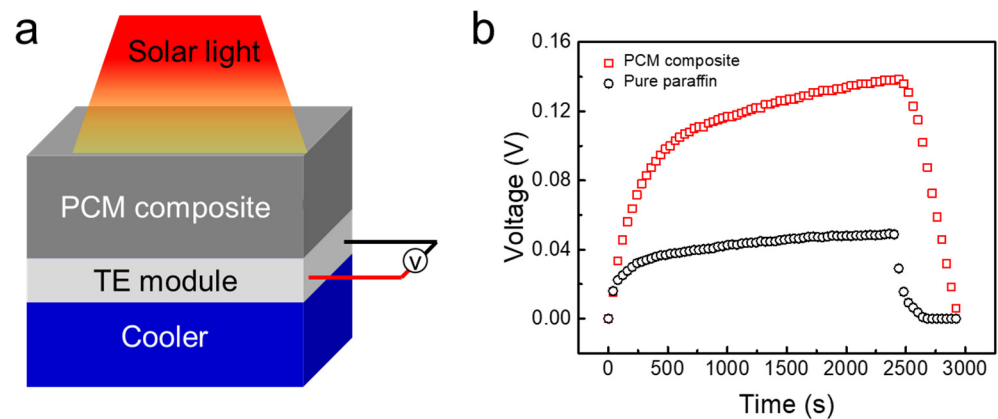 a
Solar light
PCM composite
TE module
Cooler
V
b
PCM composite
Pure paraffin
Voltage (V)
0.16
0.12
0.08
0.04
0.00
0 500 1000 1500 2000 2500 3000
Time (s)